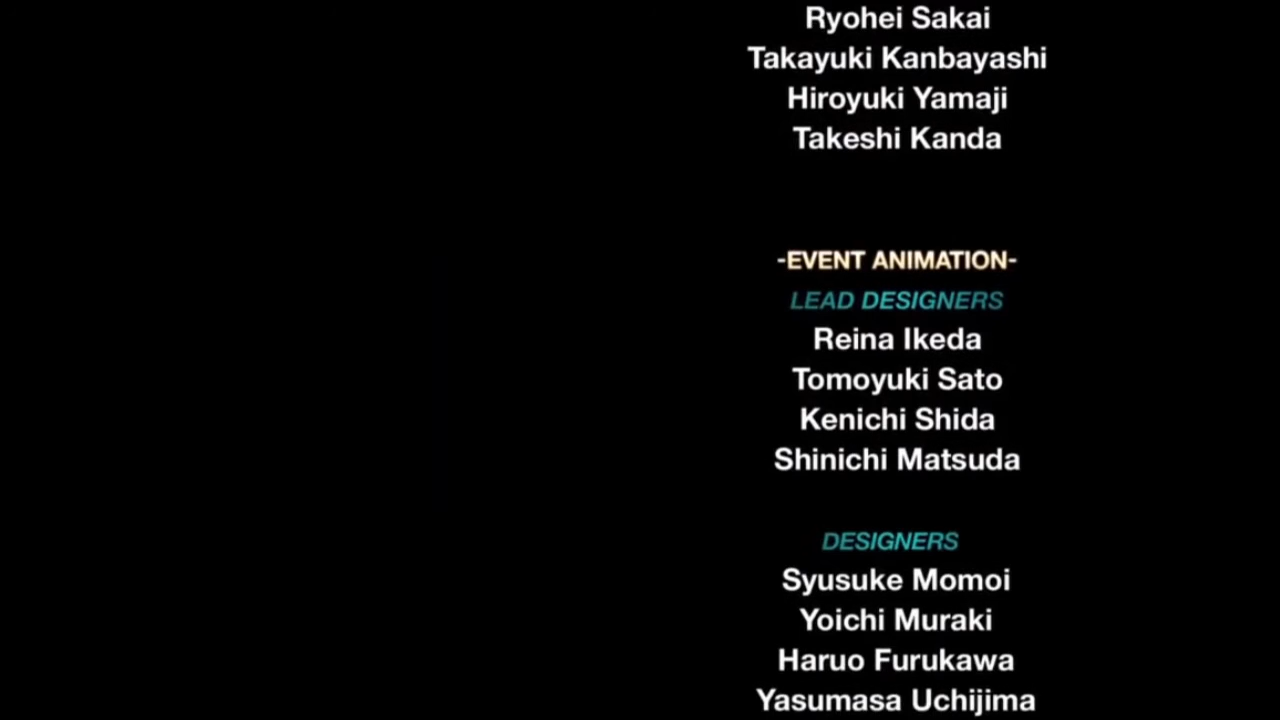 Ryohei Sakai
Takayuki Kanbayashi
Hiroyuki Yamaji
Takeshi Kanda
-EVENT ANIMATION-
LEAD DESIGNERS
Reina Ikeda
Tomoyuki Sato
Kenichi Shida
Shinichi Matsuda
DESIGNERS
Syusuke Momoi
Yoichi Muraki
Haruo Furukawa
Yasumasa Uchijima